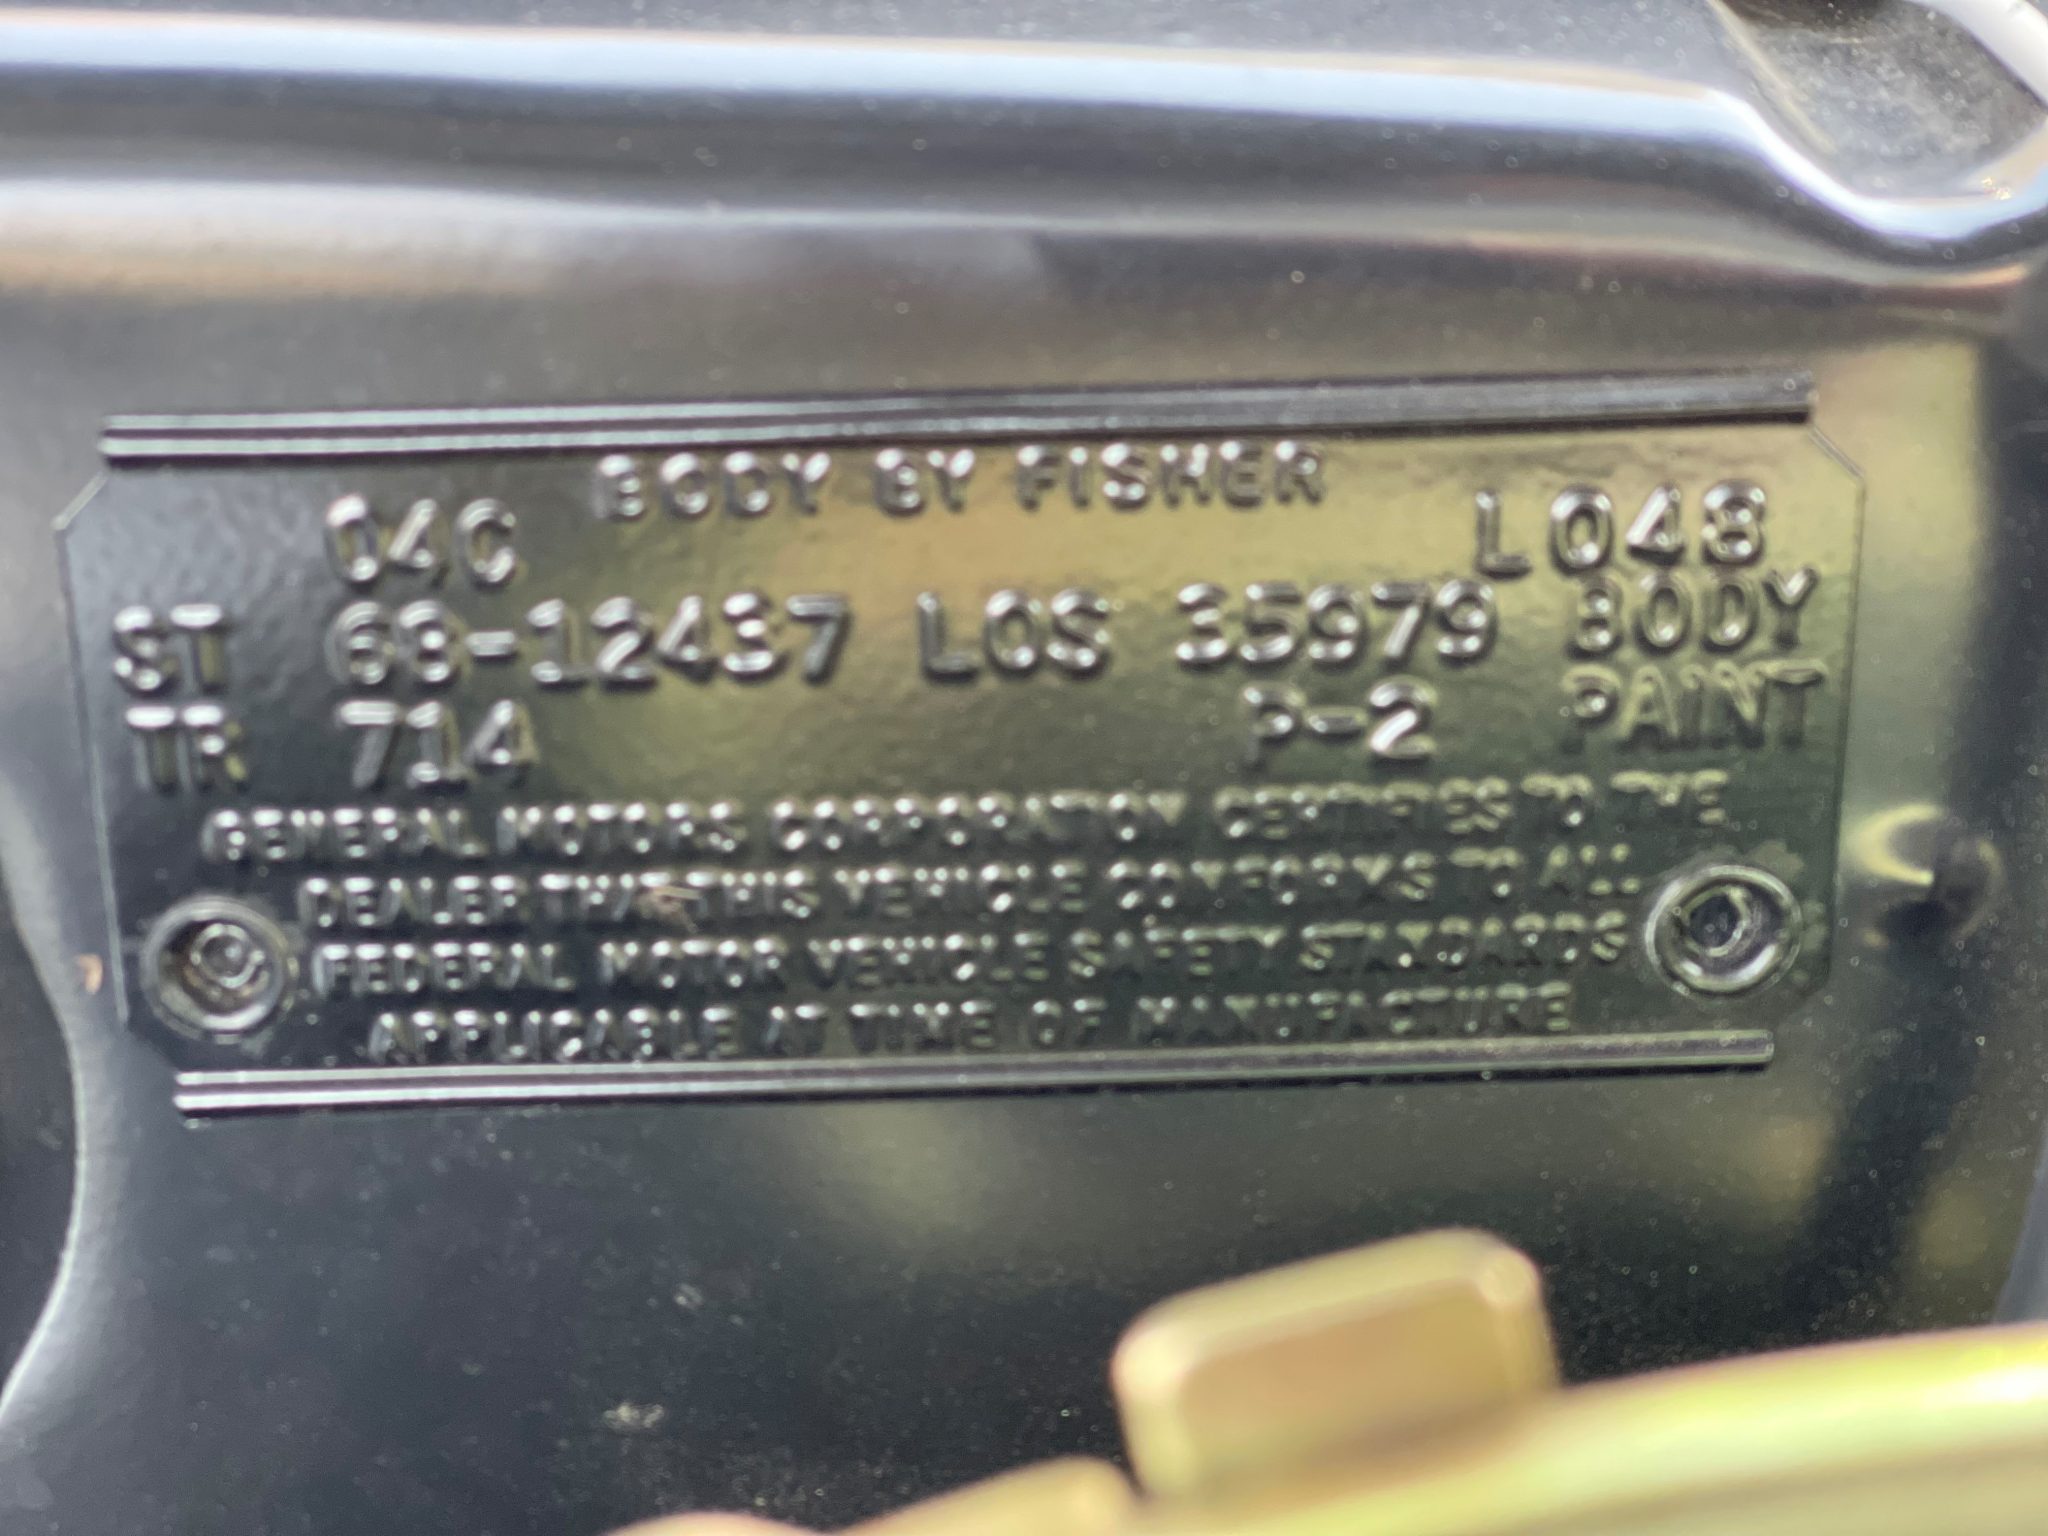 BODY BY FISHER
04C L048
ST 68-12437 LOS 35979 BODY
TR 714 P-2 PAINT
GENERAL MOTORS CORPORATION CERTIFIES TO THE
DEALER THAT THIS VEHICLE CONFORMS TO ALL
FEDERAL MOTOR VEHICLE SAFETY STANDARDS
APPLICABLE AT TIME OF MANUFACTURE